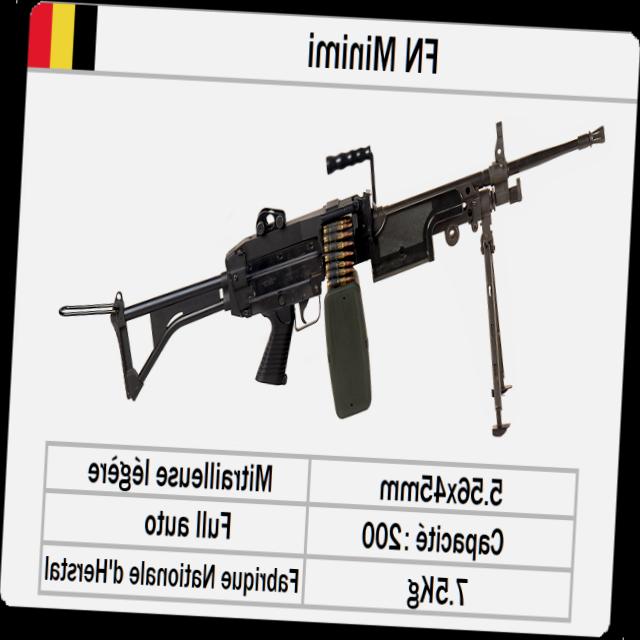 FN Minimi
5.56x45mm Mitrailleuse légère
Capacité :200 Full auto
7.5Kg Fabrique Nationale d'Herstal